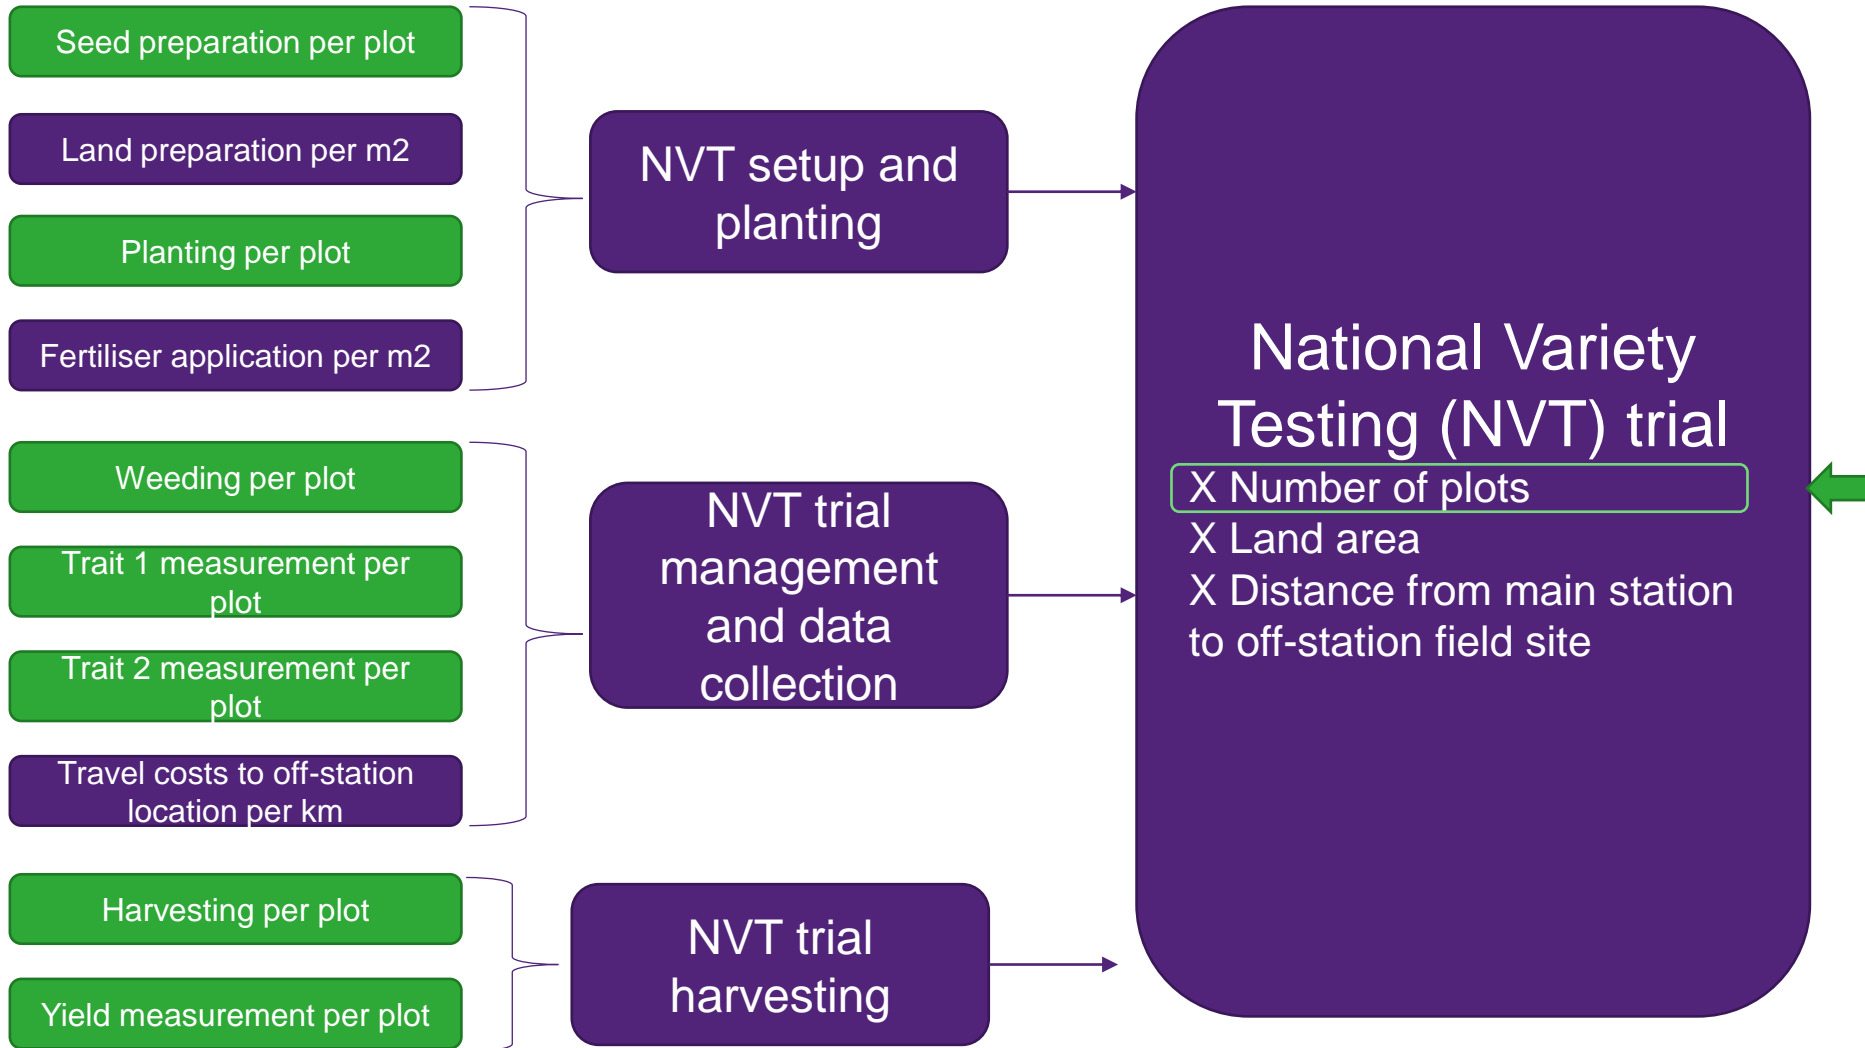 Seed preparation per plot
Land preparation per m2
Planting per plot
Fertiliser application per m2
NVT setup and
planting
Weeding per plot
Trait 1 measurement per
plot
Trait 2 measurement per
plot
Travel costs to off-station
location per km
NVT trial
management
and data
collection
Harvesting per plot
Yield measurement per plot
NVT trial
harvesting
National Variety
Testing (NVT) trial
X Number of plots
X Land area
X Distance from main station
to off-station field site